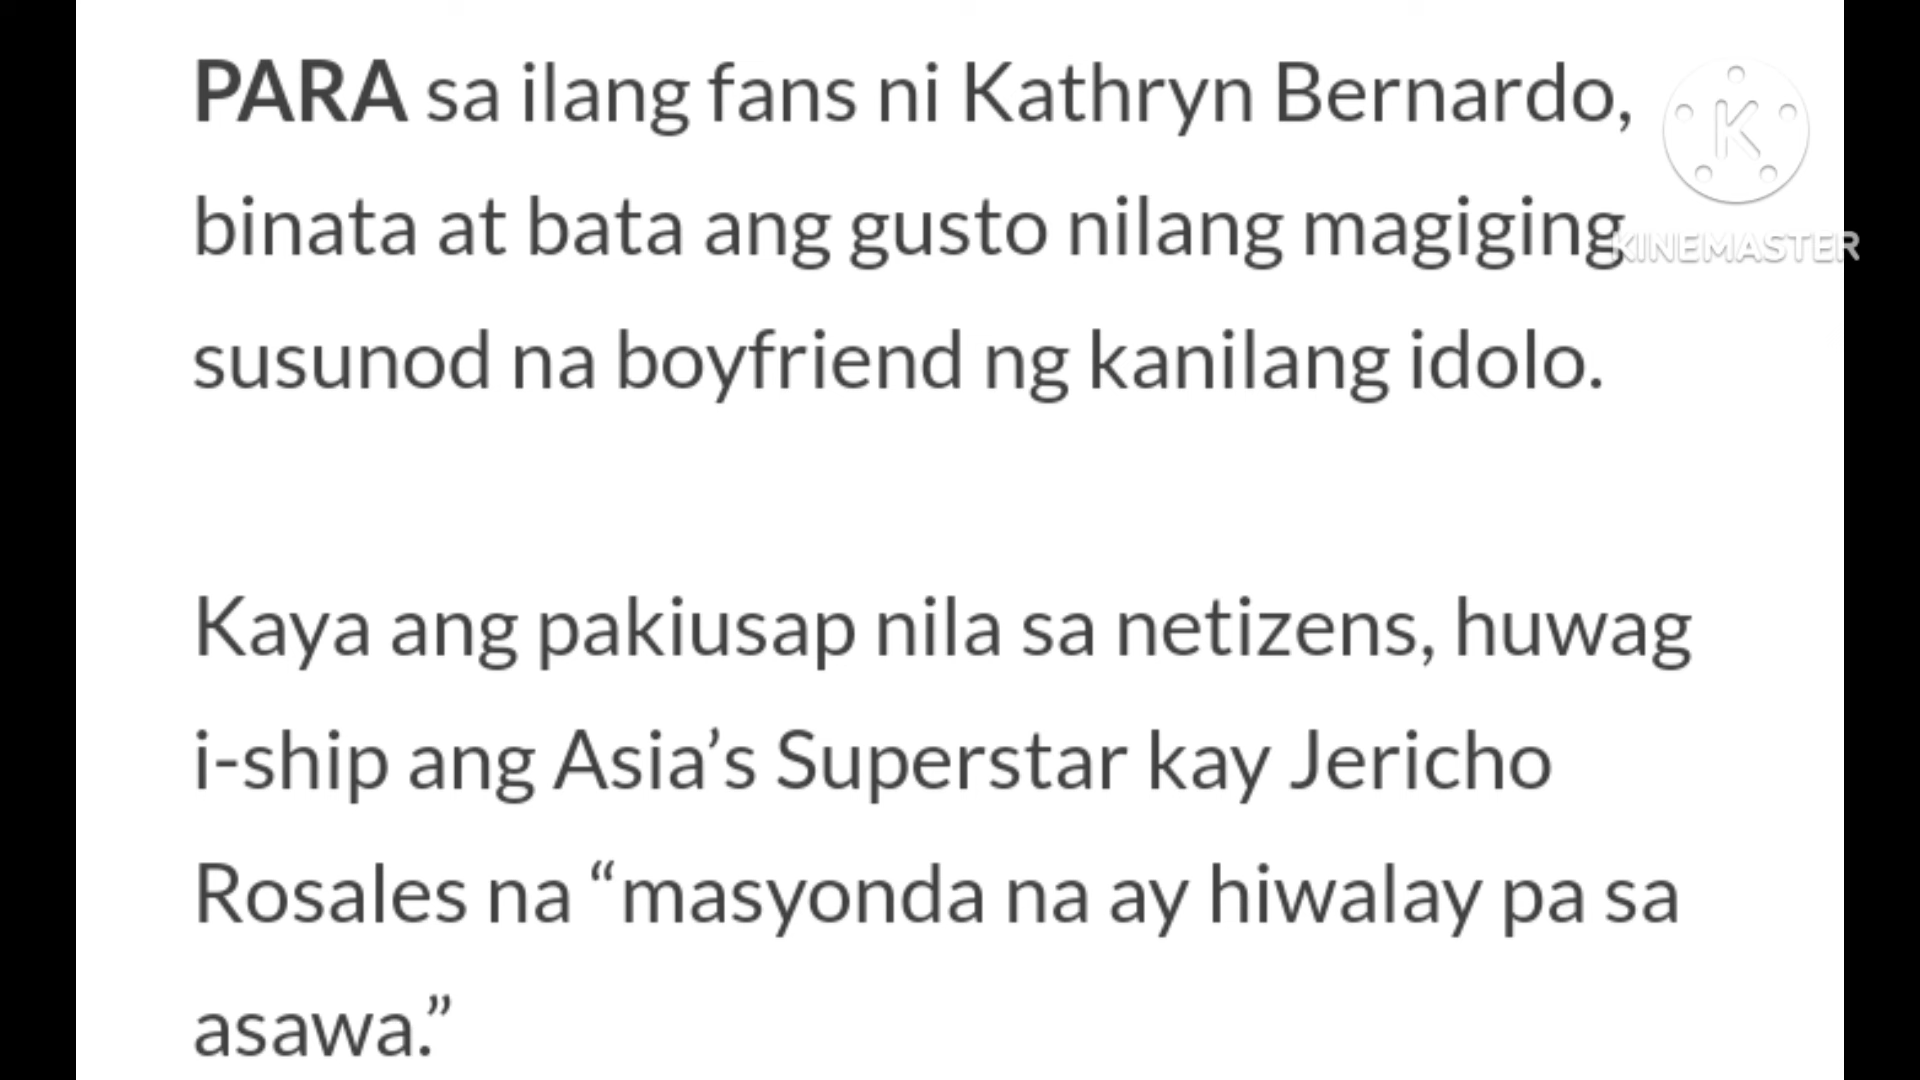 PARA sa ilang fans ni Kathryn Bernardo,
binata at bata ang gusto nilang magiging
susunod na boyfriend ng kanilang idolo.
Kaya ang pakiusap nila sa netizens, huwag
i-ship ang Asia’s Superstar kay Jericho
Rosales na “masyonda na ay hiwalay pa sa
asawa.”
K
KINEMASTER